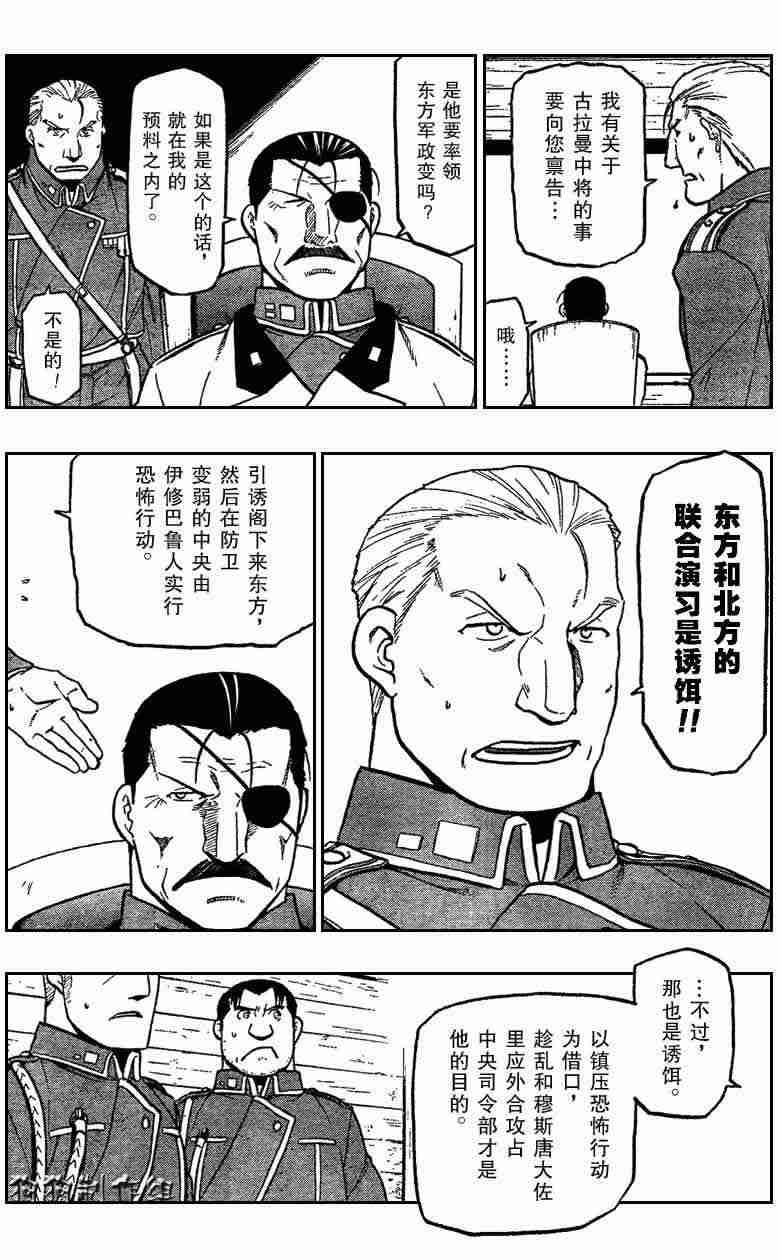 我有关于
古拉曼中将的事
要向您禀告…
哦……
是他要率领
东方军政变吗？
如果是这个的话，
就在我的
预料之内了。
不是的！
东方和北方的
联合演习是诱饵!!
引诱阁下来东方，
然后在防卫
变弱的中央由
伊修巴鲁人实行
恐怖行动。
…不过，
那也是诱饵。
以镇压恐怖行动
为借口，
趁乱和穆斯唐大佐
里应外合攻占
中央司令部才是
他的目的。